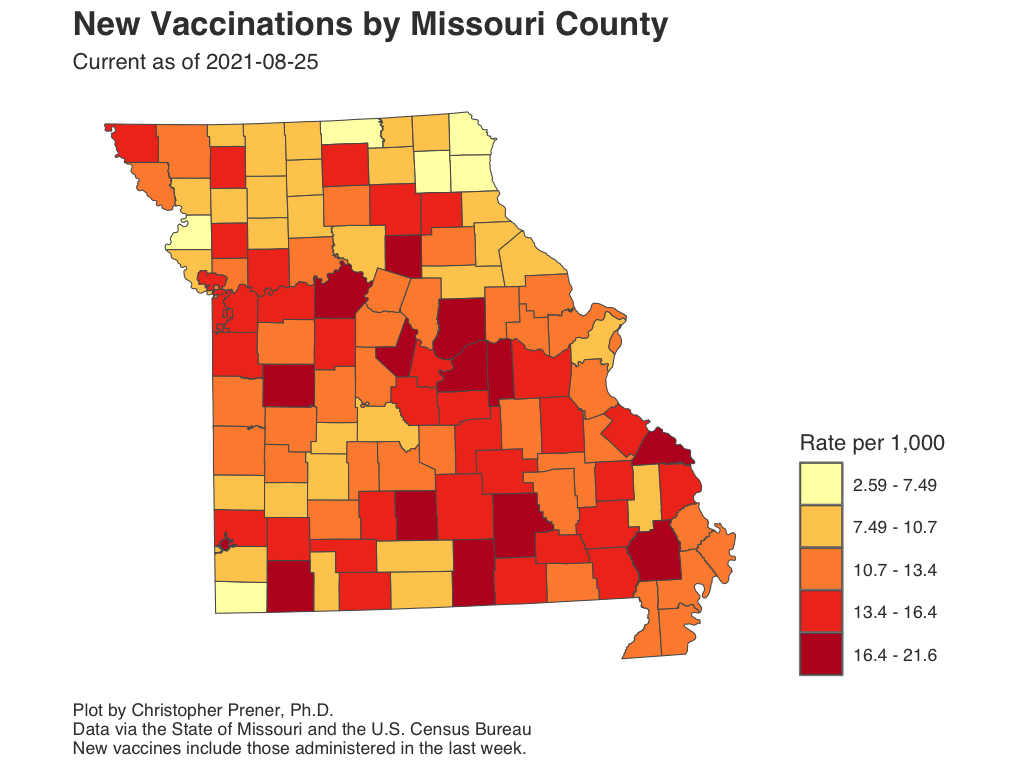 New Vaccinations by Missouri County
Current as of 2021-08-25
Rate per 1,000
2.59 - 7.49
7.49 - 10.7
10.7 - 13.4
13.4 - 16.4
16.4 - 21.6
Plot by Christopher Prener, Ph.D.
Data via the State of Missouri and the U.S. Census Bureau
New vaccines include those administered in the last week.